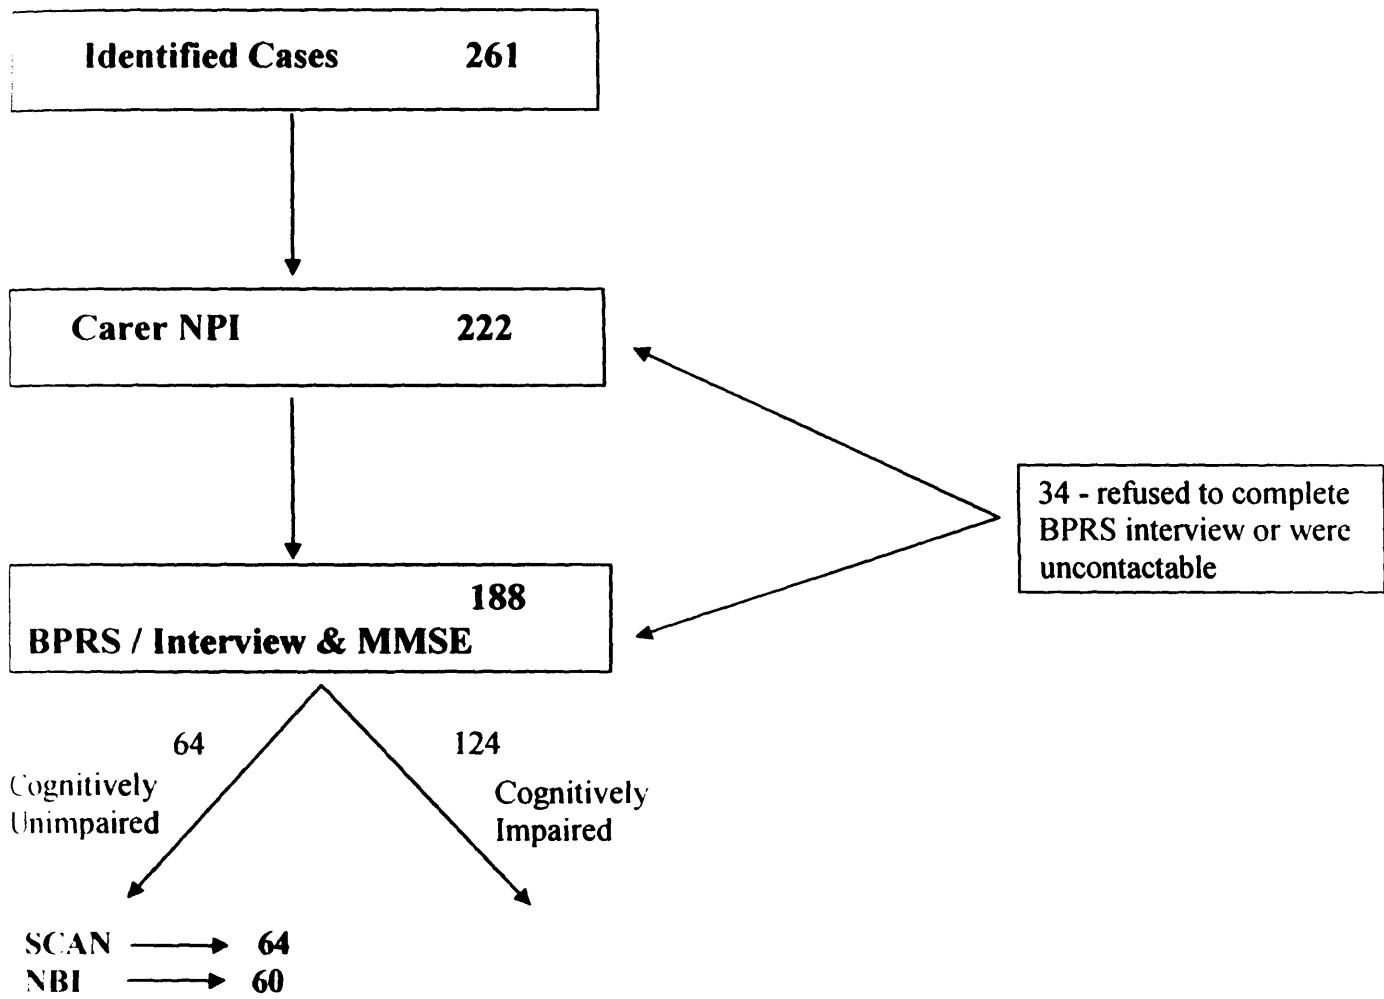 Identified Cases 261
Carer NPI 222
34 - refused to complete
BPRS interview or were
uncontactable
188
BPRS / Interview & MMSE
64
124
Cognitively
Unimpaired
Cognitively
Impaired
SCAN 64
NBI 60